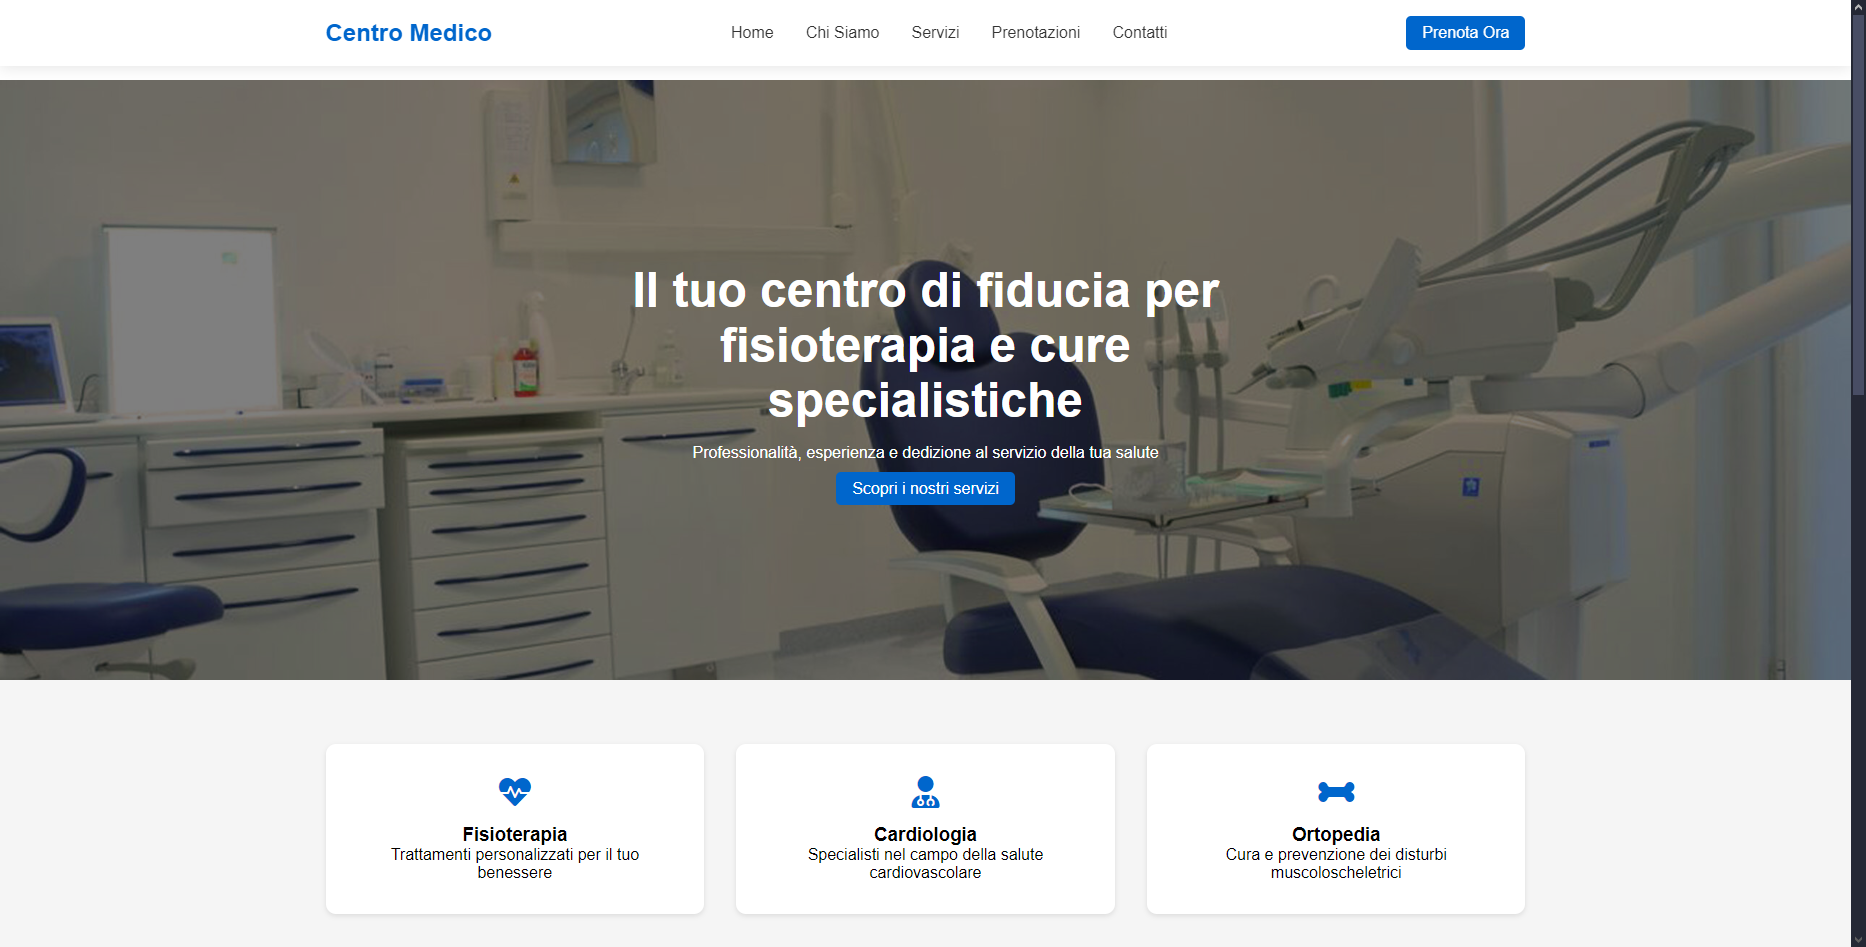 Centro Medico
Home
Chi Siamo
Servizi
Prenotazioni
Contatti
Prenota Ora
Il tuo centro di fiducia per
fisioterapia e cure
specialistiche
Professionalità, esperienza e dedizione al servizio della tua salute
Scopri i nostri servizi
Fisioterapia
Trattamenti personalizzati per il tuo
benessere
Cardiologia
Specialisti nel campo della salute
cardiovascolare
Ortopedia
Cura e prevenzione dei disturbi
muscoloscheletrici